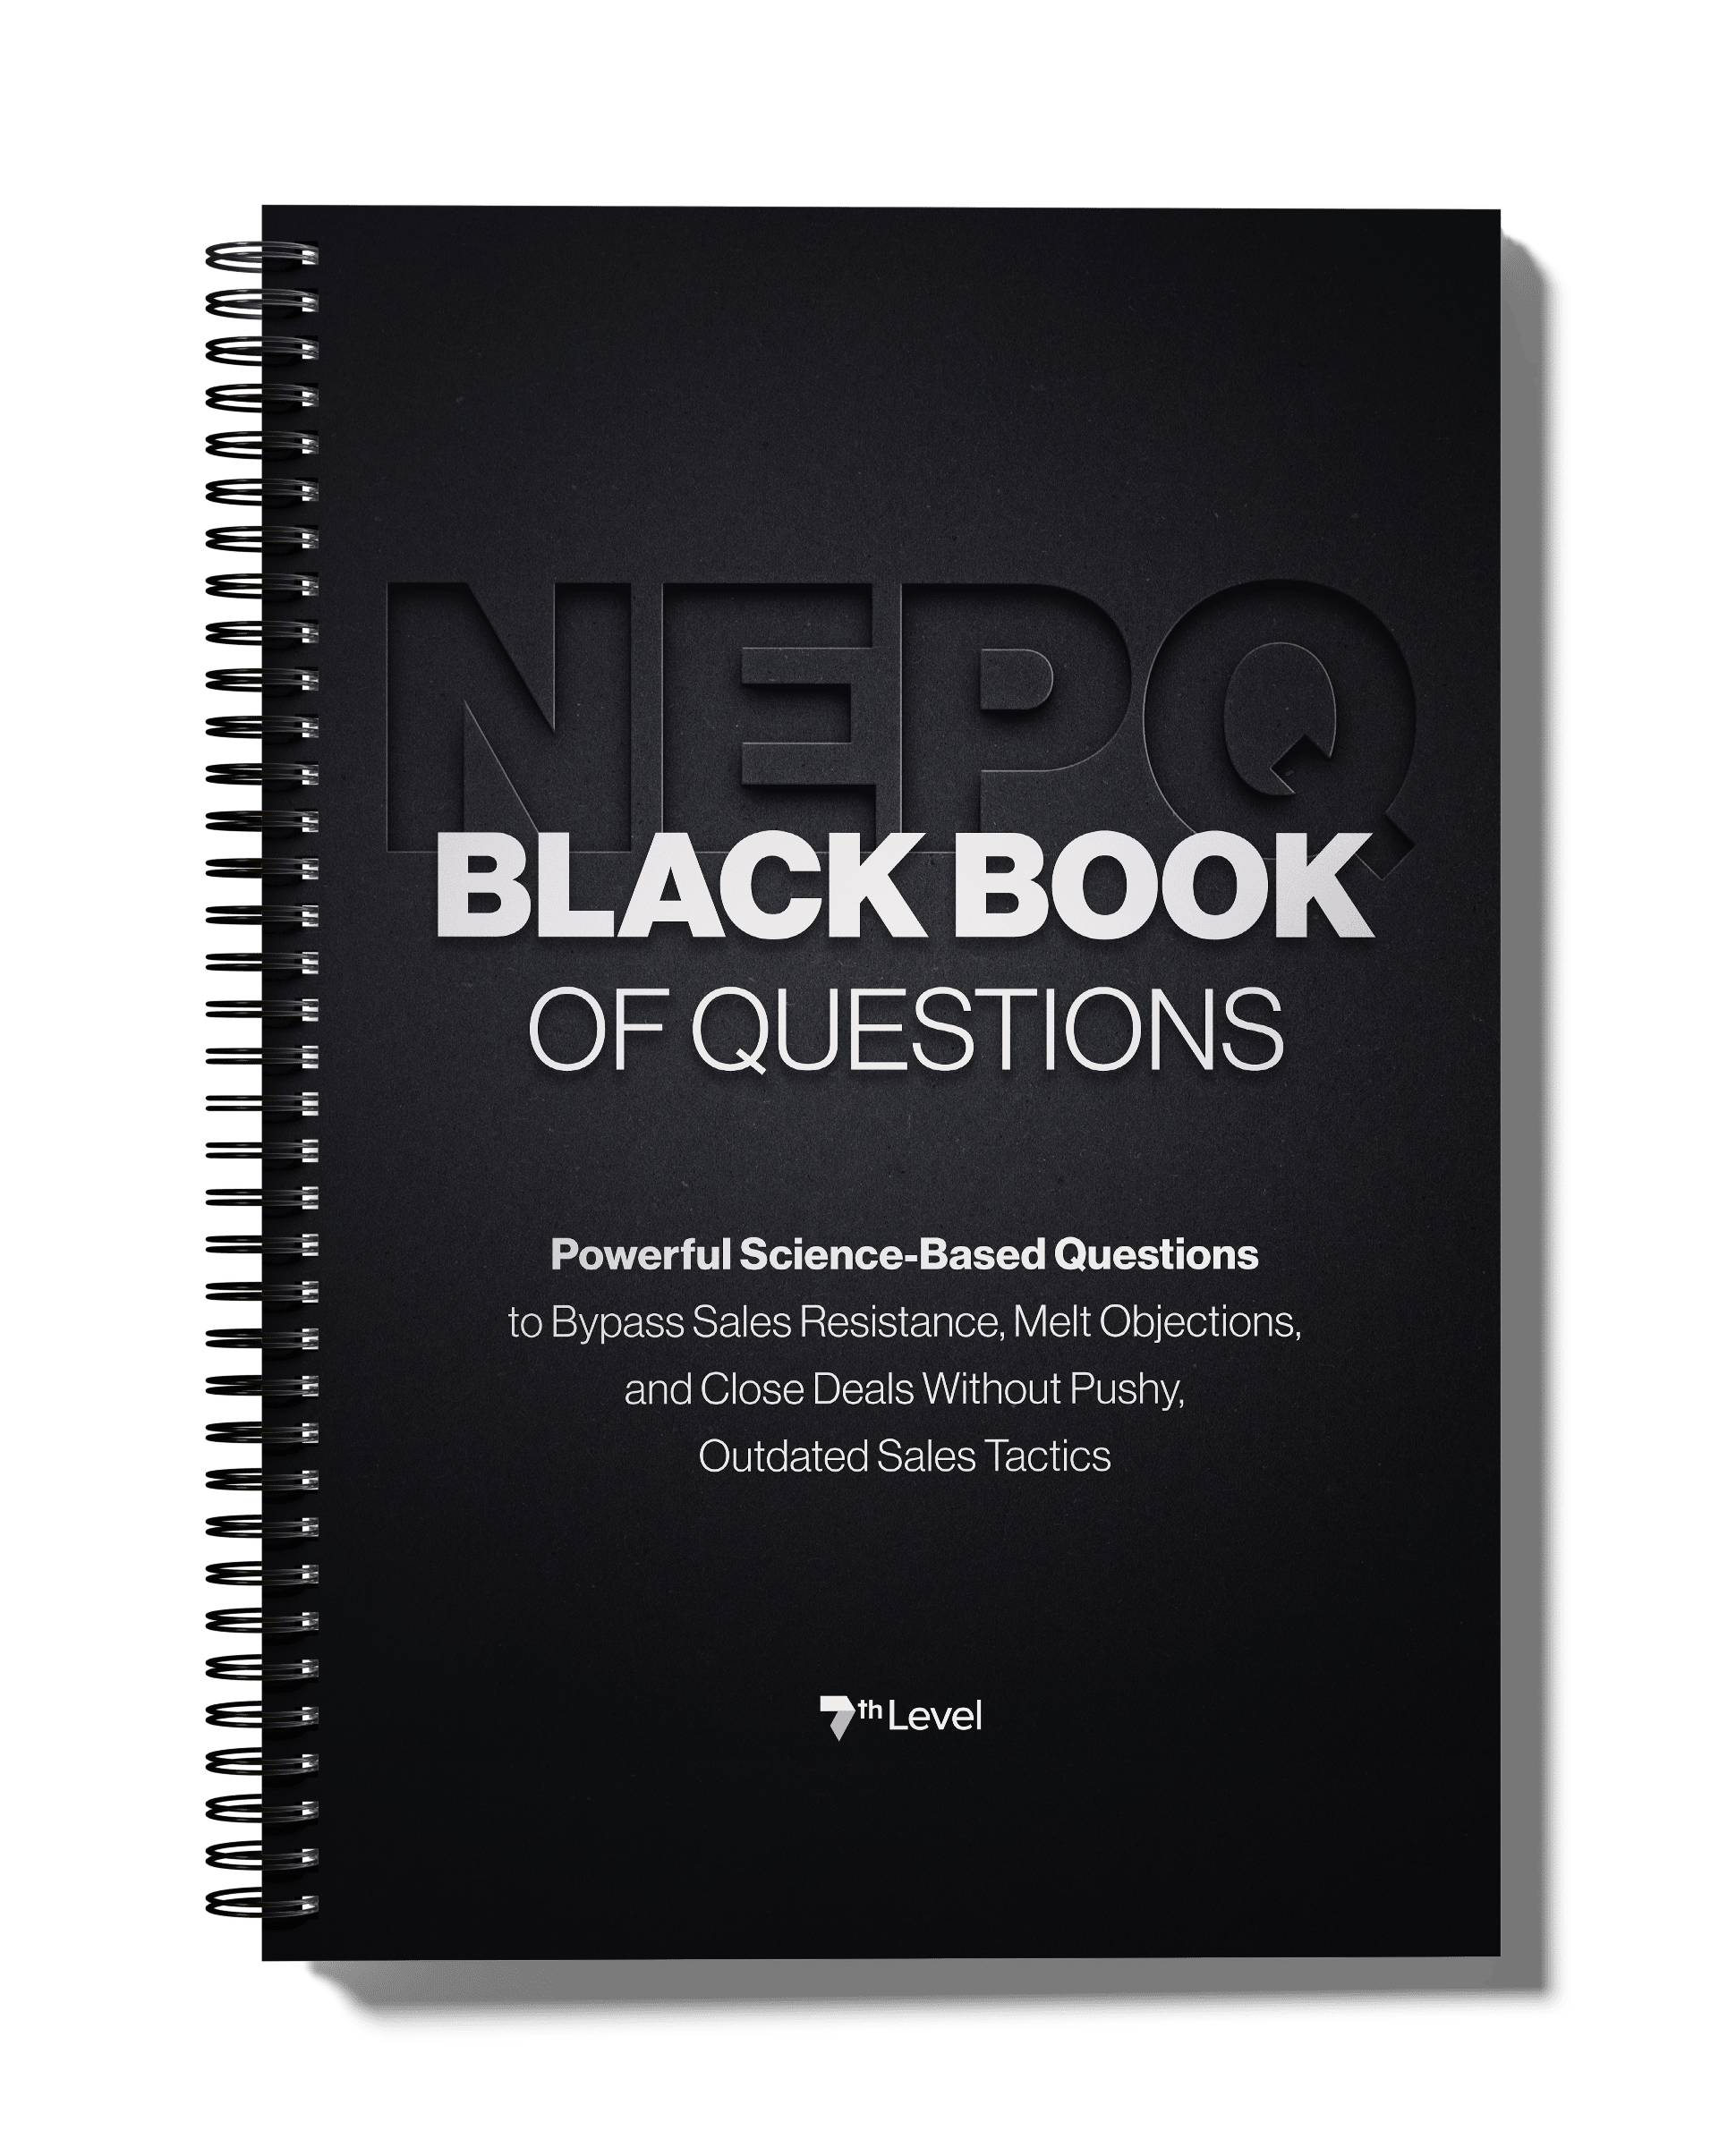 NEPQ
BLACK BOOK
OF QUESTIONS
Powerful Science-Based Questions
to Bypass Sales Resistance, Melt Objections,
and Close Deals Without Pushy,
Outdated Sales Tactics
7th Level